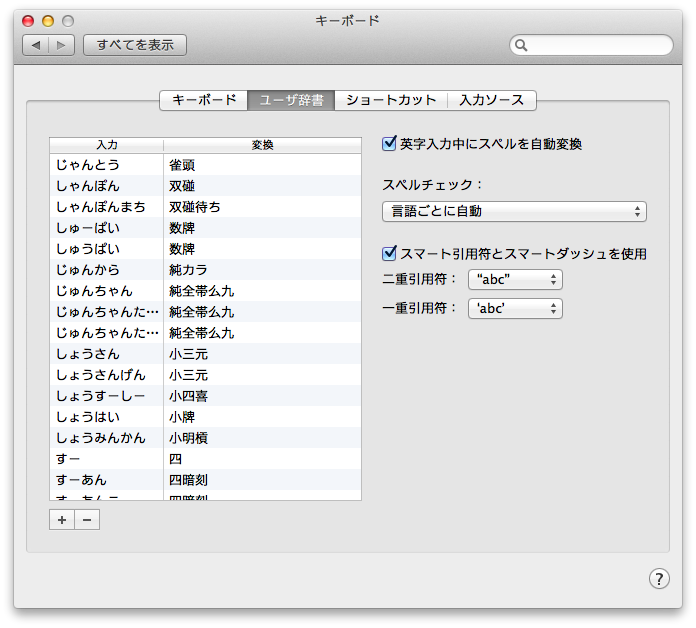 キーボード
すべてを表示
キーボード ユーザ辞書 ショートカット 入力ソース
入力 変換
じゃんとう 雀頭
しゃんぽん 双碰
しゃんぽんまち 双碰待ち
しゅーぱい 数牌
しゅうぱい 数牌
じゅんから 純カラ
じゅんちゃん 純全帯么九
じゅんちゃんた… 純全帯么九
じゅんちゃんた… 純全帯么九
しょうさん 小三元
しょうさんげん 小三元
しょうすーしー 小四喜
しょうはい 小牌
しょうみんかん 小明槓
すー 四
すーあん 四暗刻
すーあんこ 四暗刻
+ −
英字入力中にスペルを自動変換
スペルチェック：
言語ごとに自動
スマート引用符とスマートダッシュを使用
二重引用符： “abc”
一重引用符： ‘abc’
?